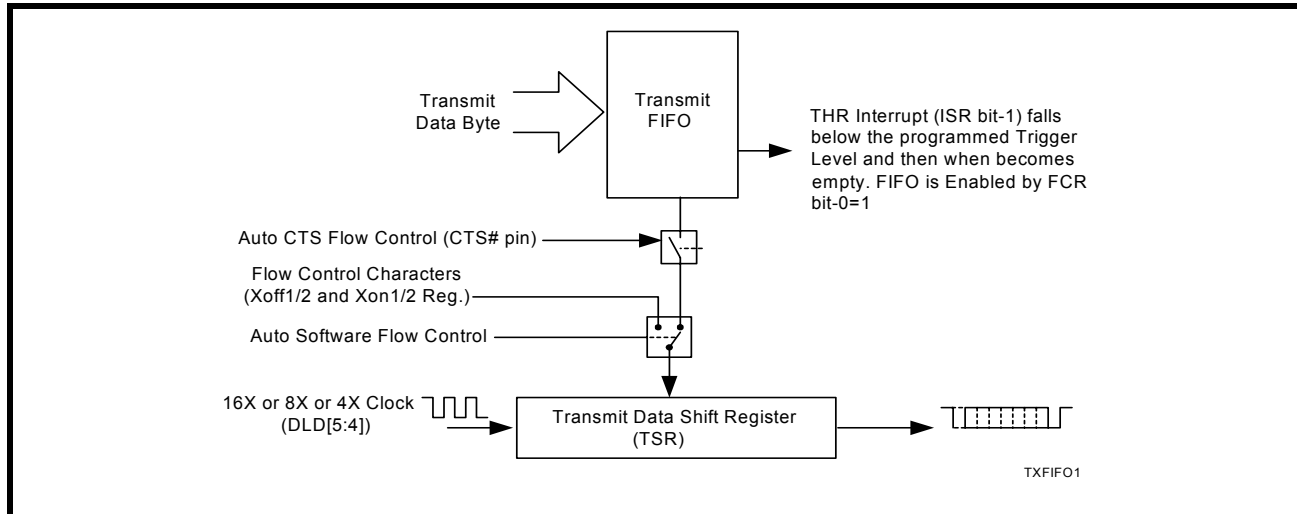 Transmit
FIFO
Transmit
Data Byte
THR Interrupt (ISR bit-1) falls
below the programmed Trigger
Level and then when becomes
empty. FIFO is Enabled by FCR
bit-0=1
Auto CTS Flow Control (CTS# pin)
Flow Control Characters
(Xoff1/2 and Xon1/2 Reg.)
Auto Software Flow Control
16X or 8X or 4X Clock
(DLD[5:4])
Transmit Data Shift Register
(TSR)
TXFIFO1